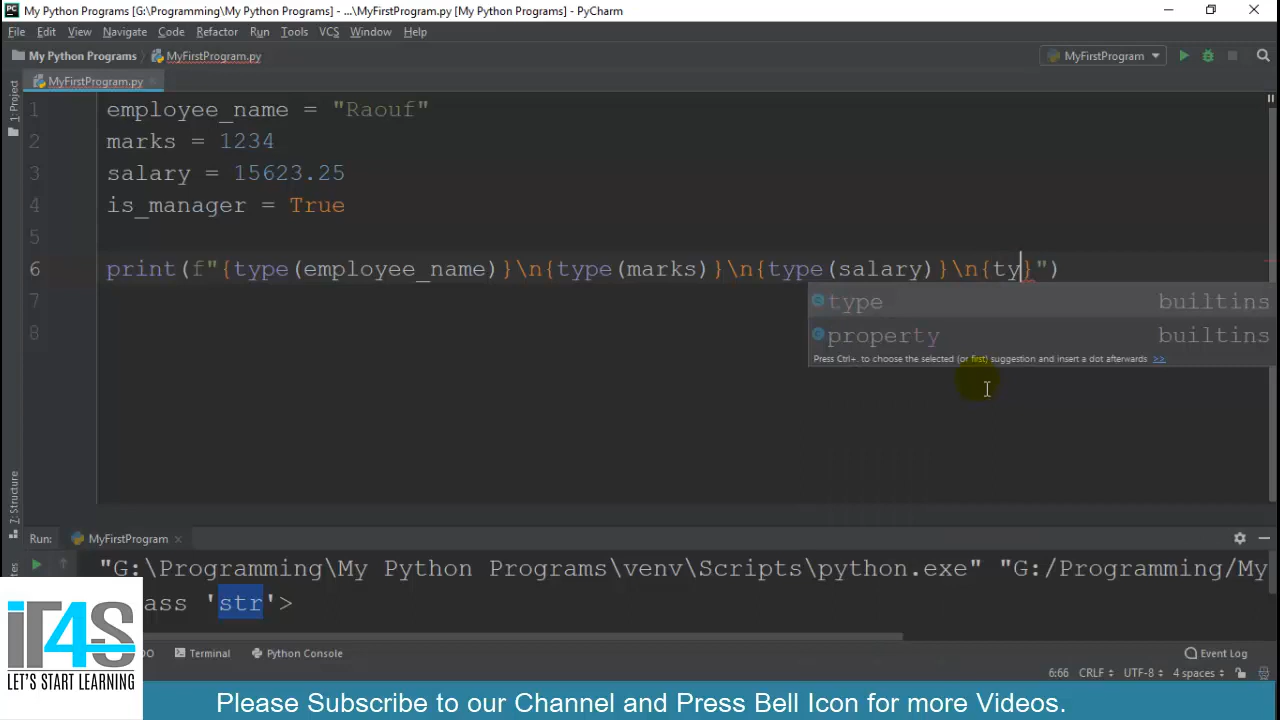 My Python Programs [G:\Programming\My Python Programs] - ...\MyFirstProgram.py [My Python Programs] - PyCharm
File Edit View Navigate Code Refactor Run Tools VCS Window Help
My Python Programs MyFirstProgram.py MyFirstProgram
MyFirstProgram.py
1: Project
1 employee_name = "Raouf"
2 marks = 1234
3 salary = 15623.25
4 is_manager = True
5
6 print(f"{type(employee_name)}\n{type(marks)}\n{type(salary)}\n{ty}")
type builtins
7
property builtins
8
Press Ctrl+. to choose the selected (or first) suggestion and insert a dot afterwards >>
7: Structure
Run: MyFirstProgram
"G:\Programming\My Python Programs\venv\Scripts\python.exe" "G:/Programming/My
ass 'str'>
Terminal Python Console Event Log
6:66 CRLF UTF-8 4 spaces
iT4S
LET'S START LEARNING
Please Subscribe to our Channel and Press Bell Icon for more Videos.